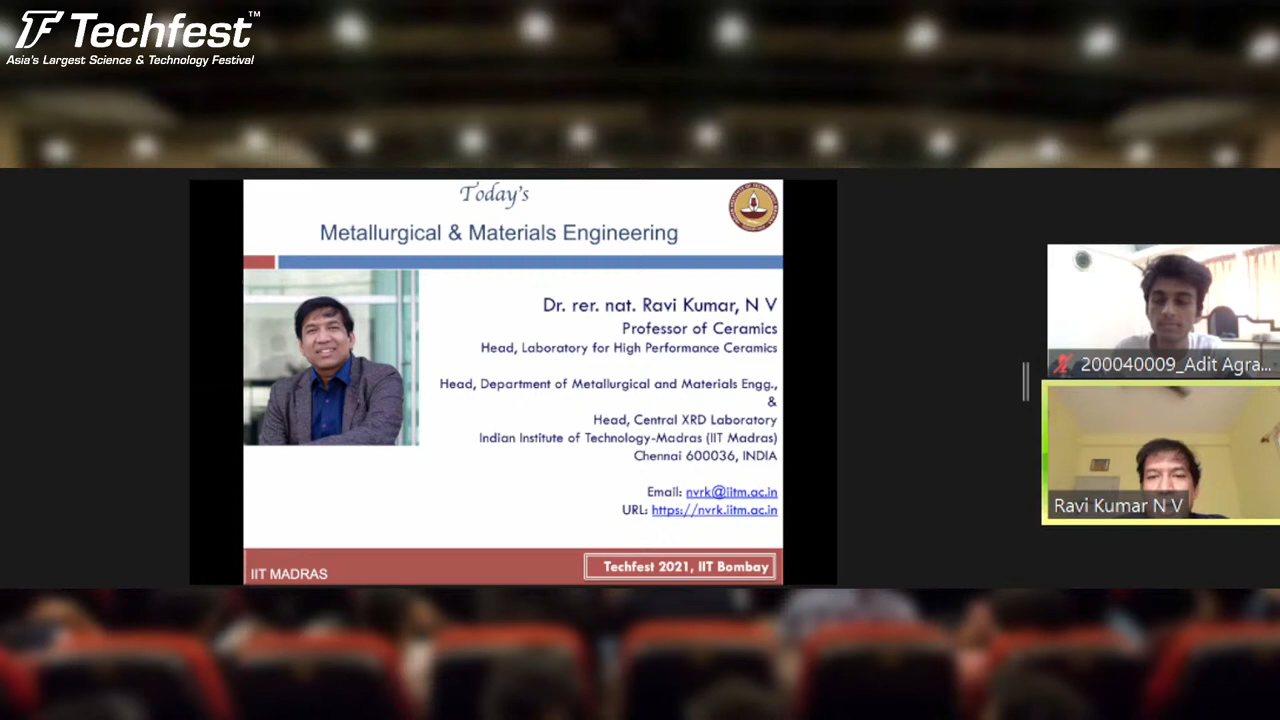 Techfest™
Asia's Largest Science & Technology Festival
Today's
Metallurgical & Materials Engineering
Dr. rer. nat. Ravi Kumar, N V
Professor of Ceramics
Head, Laboratory for High Performance Ceramics
Head, Department of Metallurgical and Materials Engg.,
&
Head, Central XRD Laboratory
Indian Institute of Technology-Madras (IIT Madras)
Chennai 600036, INDIA
Email: nvrk@iitm.ac.in
URL: https://nvrk.iitm.ac.in
IIT MADRAS
Techfest 2021, IIT Bombay
200040009_Adit Agra...
Ravi Kumar N V